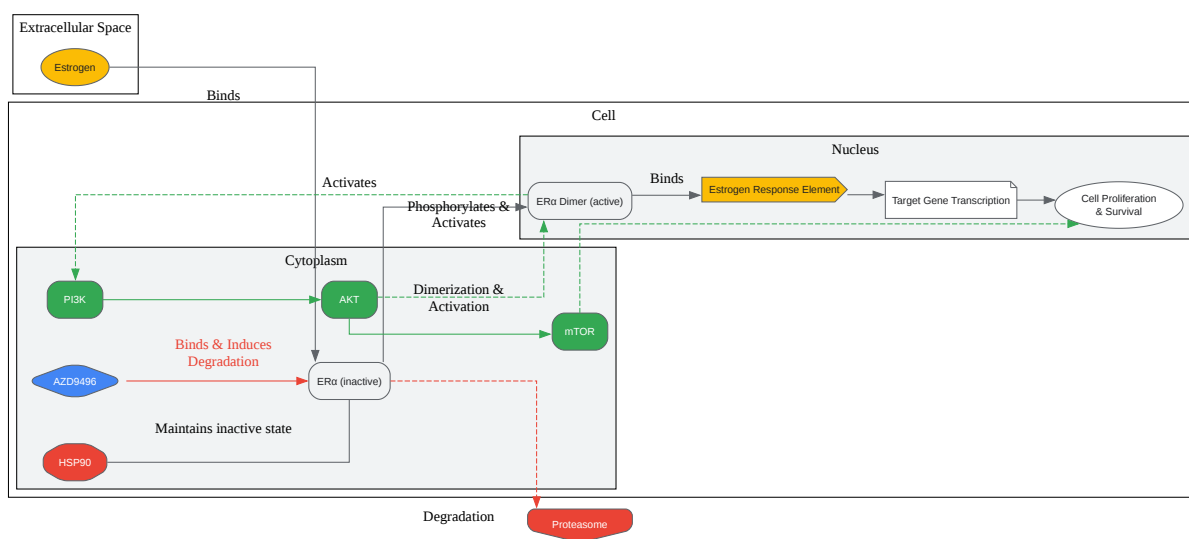 Extracellular Space
Estrogen
Binds
Cell
Nucleus
Activates
Binds
Estrogen Response Element
ERα Dimer (active)
Target Gene Transcription
Cell Proliferation
& Survival
Phosphorylates &
Activates
Cytoplasm
PI3K
AKT
Dimerization &
Activation
mTOR
Binds & Induces
Degradation
AZD9496
ERα (inactive)
Maintains inactive state
HSP90
Degradation
Proteasome